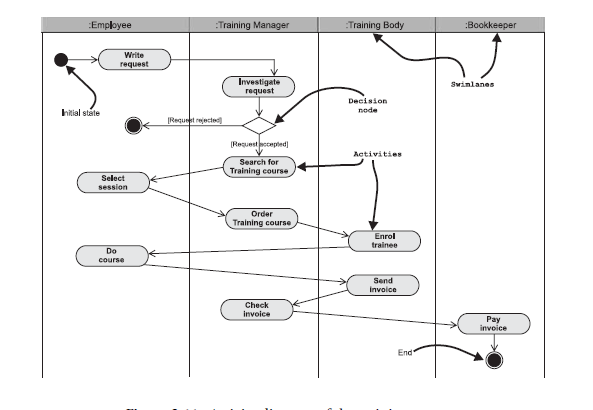 :Employee
:Training Manager
:Training Body
:Bookkeeper
Write
request
Investigate
request
Swimlanes
Initial state
Decision
node
[Request rejected]
[Request accepted]
Activities
Search for
Training course
Select
session
Order
Training course
Enrol
trainee
Do
course
Send
invoice
Check
invoice
Pay
invoice
End